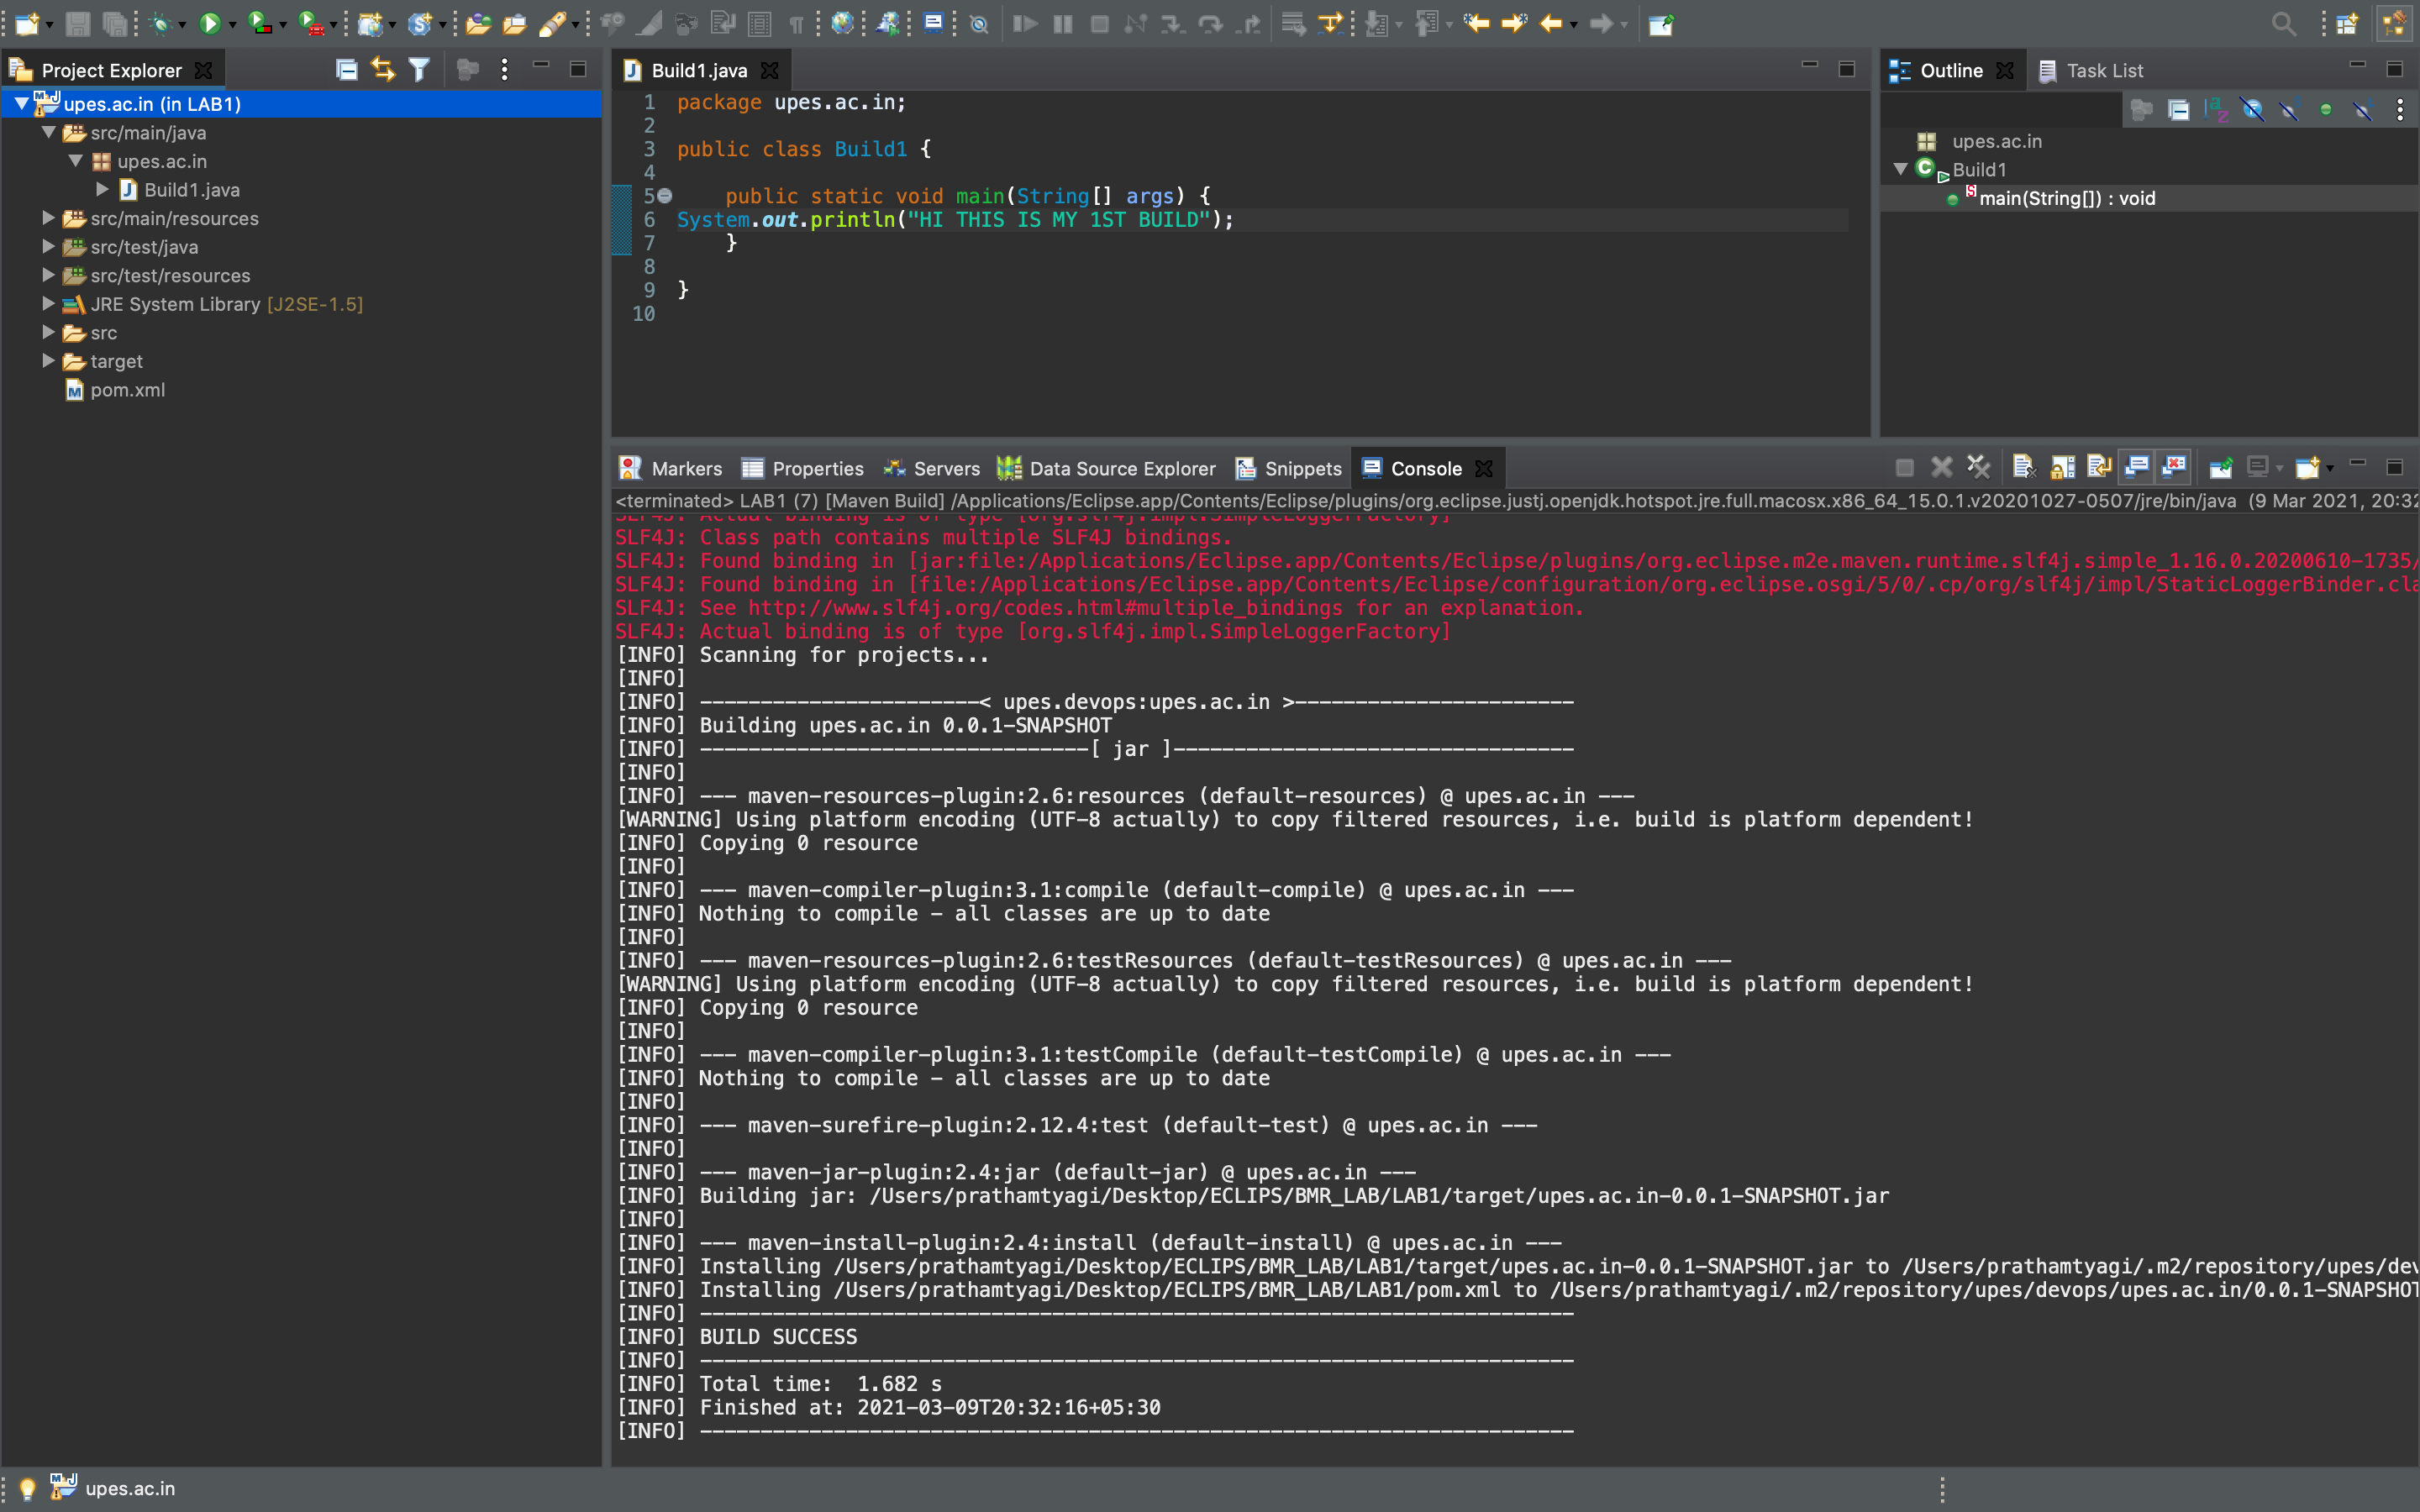 Project Explorer
upes.ac.in (in LAB1)
src/main/java
upes.ac.in
Build1.java
src/main/resources
src/test/java
src/test/resources
JRE System Library [J2SE-1.5]
src
target
pom.xml
Build1.java
1 package upes.ac.in;
2
3 public class Build1 {
4
5 public static void main(String[] args) {
6 System.out.println("HI THIS IS MY 1ST BUILD");
7 }
8
9 }
10
Outline
Task List
upes.ac.in
Build1
main(String[]) : void
Markers
Properties
Servers
Data Source Explorer
Snippets
Console
<terminated> LAB1 (7) [Maven Build] /Applications/Eclipse.app/Contents/Eclipse/plugins/org.eclipse.justj.openjdk.hotspot.jre.full.macosx.x86_64_15.0.1.v20201027-0507/jre/bin/java (9 Mar 2021, 20:32
SLF4J: Actual binding is of type [org.slf4j.impl.SimpleLoggerFactory]
SLF4J: Class path contains multiple SLF4J bindings.
SLF4J: Found binding in [jar:file:/Applications/Eclipse.app/Contents/Eclipse/plugins/org.eclipse.m2e.maven.runtime.slf4j.simple_1.16.0.20200610-1735/
SLF4J: Found binding in [file:/Applications/Eclipse.app/Contents/Eclipse/configuration/org.eclipse.osgi/5/0/.cp/org/slf4j/impl/StaticLoggerBinder.cla
SLF4J: See http://www.slf4j.org/codes.html#multiple_bindings for an explanation.
SLF4J: Actual binding is of type [org.slf4j.impl.SimpleLoggerFactory]
[INFO] Scanning for projects...
[INFO]
[INFO] -----------------------< upes.devops:upes.ac.in >-----------------------
[INFO] Building upes.ac.in 0.0.1-SNAPSHOT
[INFO] --------------------------------[ jar ]---------------------------------
[INFO]
[INFO] --- maven-resources-plugin:2.6:resources (default-resources) @ upes.ac.in ---
[WARNING] Using platform encoding (UTF-8 actually) to copy filtered resources, i.e. build is platform dependent!
[INFO] Copying 0 resource
[INFO]
[INFO] --- maven-compiler-plugin:3.1:compile (default-compile) @ upes.ac.in ---
[INFO] Nothing to compile - all classes are up to date
[INFO]
[INFO] --- maven-resources-plugin:2.6:testResources (default-testResources) @ upes.ac.in ---
[WARNING] Using platform encoding (UTF-8 actually) to copy filtered resources, i.e. build is platform dependent!
[INFO] Copying 0 resource
[INFO]
[INFO] --- maven-compiler-plugin:3.1:testCompile (default-testCompile) @ upes.ac.in ---
[INFO] Nothing to compile - all classes are up to date
[INFO]
[INFO] --- maven-surefire-plugin:2.12.4:test (default-test) @ upes.ac.in ---
[INFO]
[INFO] --- maven-jar-plugin:2.4:jar (default-jar) @ upes.ac.in ---
[INFO] Building jar: /Users/prathamtyagi/Desktop/ECLIPS/BMR_LAB/LAB1/target/upes.ac.in-0.0.1-SNAPSHOT.jar
[INFO]
[INFO] --- maven-install-plugin:2.4:install (default-install) @ upes.ac.in ---
[INFO] Installing /Users/prathamtyagi/Desktop/ECLIPS/BMR_LAB/LAB1/target/upes.ac.in-0.0.1-SNAPSHOT.jar to /Users/prathamtyagi/.m2/repository/upes/dev
[INFO] Installing /Users/prathamtyagi/Desktop/ECLIPS/BMR_LAB/LAB1/pom.xml to /Users/prathamtyagi/.m2/repository/upes/devops/upes.ac.in/0.0.1-SNAPSHOT
[INFO] ------------------------------------------------------------------------
[INFO] BUILD SUCCESS
[INFO] ------------------------------------------------------------------------
[INFO] Total time:  1.682 s
[INFO] Finished at: 2021-03-09T20:32:16+05:30
[INFO] ------------------------------------------------------------------------
upes.ac.in